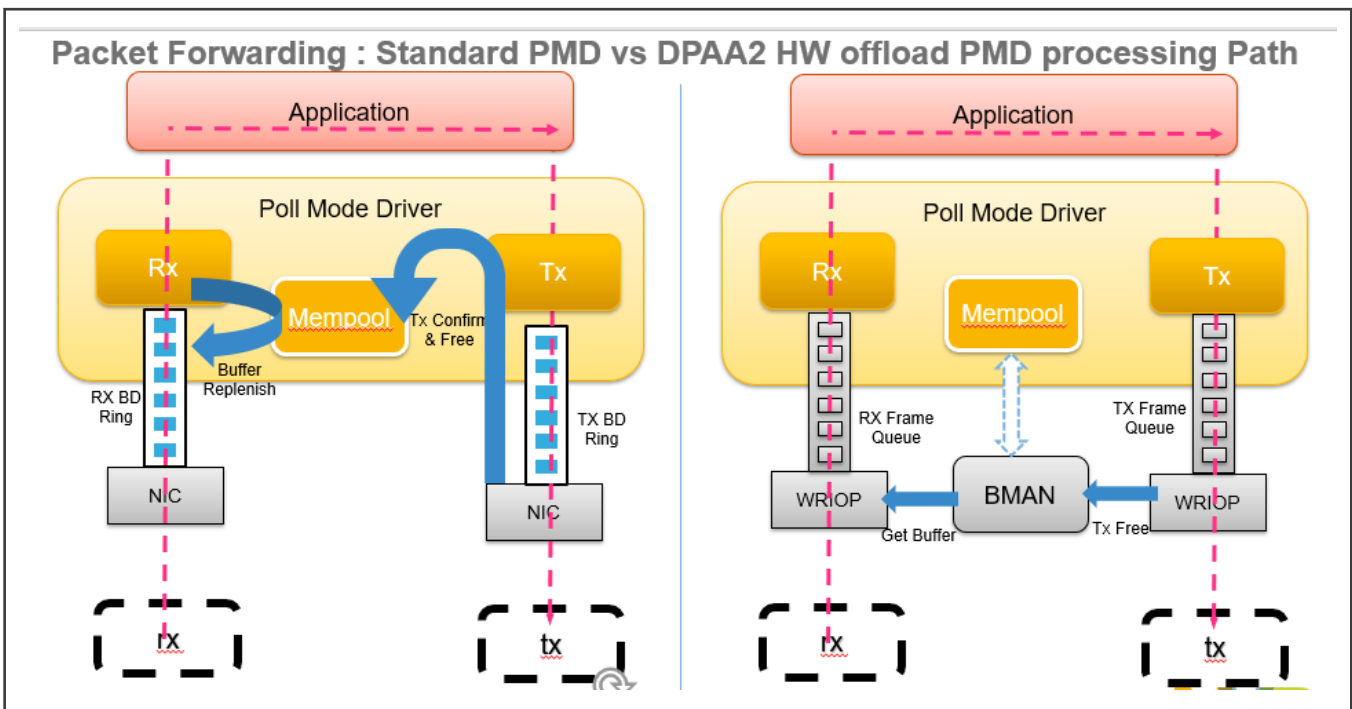 Packet Forwarding : Standard PMD vs DPAA2 HW offload PMD processing Path
Application
Poll Mode Driver
Rx
Tx
Mempool
Tx Confirm
& Free
Buffer
Replenish
RX BD
Ring
TX BD
Ring
NIC
NIC
rx
tx
Application
Poll Mode Driver
Rx
Tx
Mempool
RX Frame
Queue
TX Frame
Queue
WRIOP
BMAN
WRIOP
Get Buffer
Tx Free
rx
tx